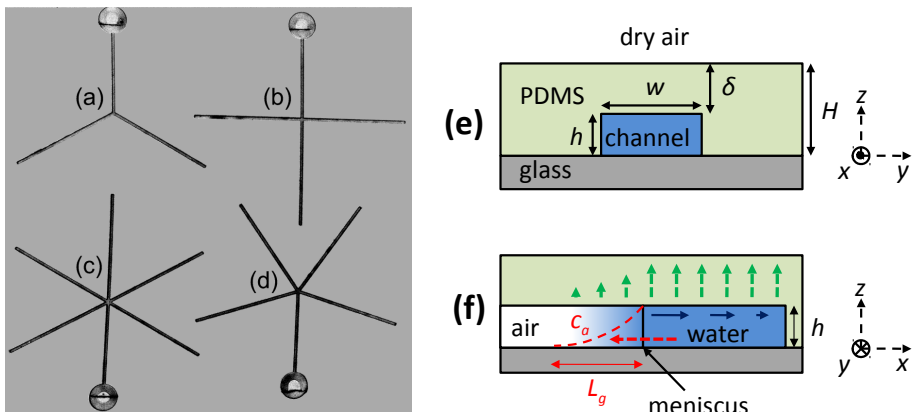 (a)
(b)
(c)
(d)
dry air
PDMS
w
δ
H
(e)
h
channel
glass
z
x
y
(f)
air
c_a
water
h
L_g
meniscus
z
y
x